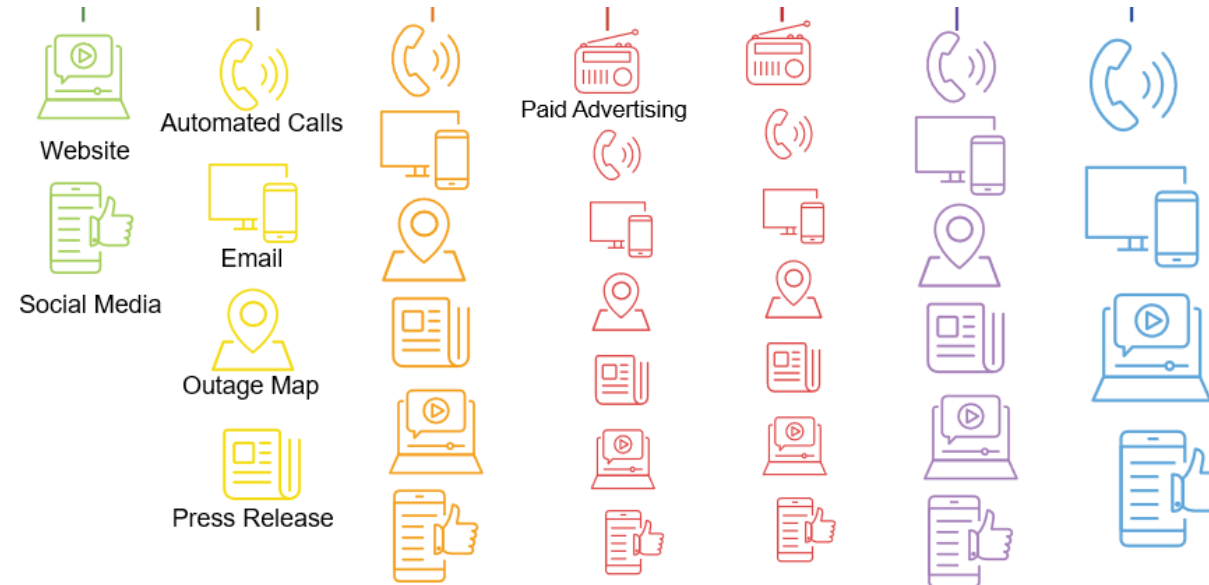 Website
Social Media
Automated Calls
Email
Outage Map
Press Release
Paid Advertising